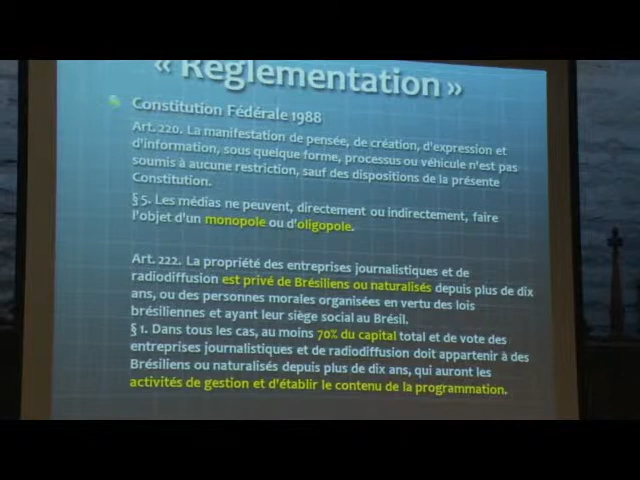 « Réglementation »
Constitution Fédérale 1988
Art. 220. La manifestation de pensée, de création, d'expression et
d'information, sous quelque forme, processus ou véhicule n'est pas
soumis à aucune restriction, sauf des dispositions de la présente
Constitution.
§ 5. Les médias ne peuvent, directement ou indirectement, faire
l'objet d'un monopole ou d'oligopole.
Art. 222. La propriété des entreprises journalistiques et de
radiodiffusion est privé de Brésiliens ou naturalisés depuis plus de dix
ans, ou des personnes morales organisées en vertu des lois
brésiliennes et ayant leur siège social au Brésil.
§ 1. Dans tous les cas, au moins 70% du capital total et de vote des
entreprises journalistiques et de radiodiffusion doit appartenir à des
Brésiliens ou naturalisés depuis plus de dix ans, qui auront les
activités de gestion et d'établir le contenu de la programmation.